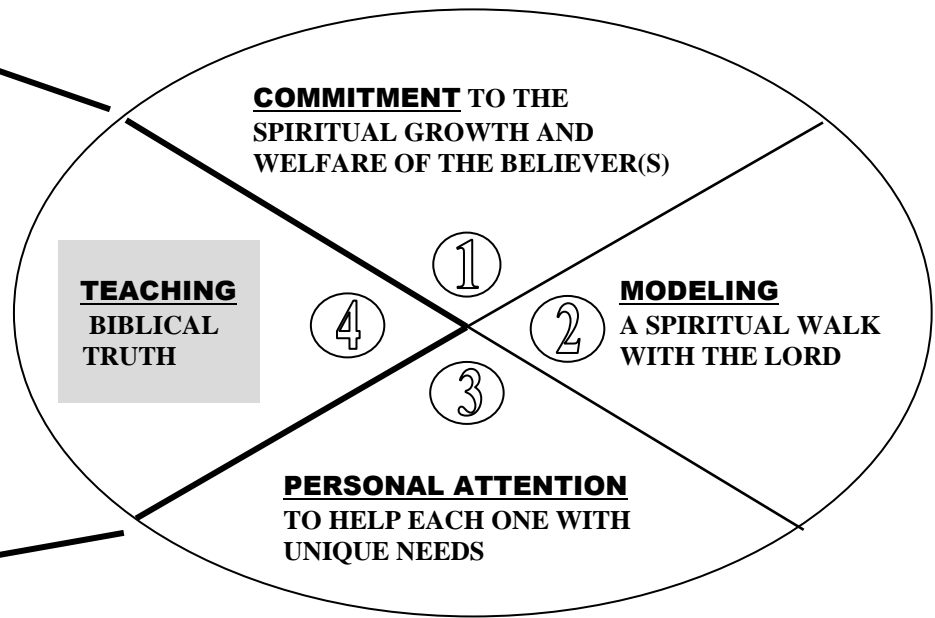 COMMITMENT TO THE
SPIRITUAL GROWTH AND
WELFARE OF THE BELIEVER(S)
1
MODELING
A SPIRITUAL WALK
WITH THE LORD
2
3
PERSONAL ATTENTION
TO HELP EACH ONE WITH
UNIQUE NEEDS
4
TEACHING
BIBLICAL
TRUTH